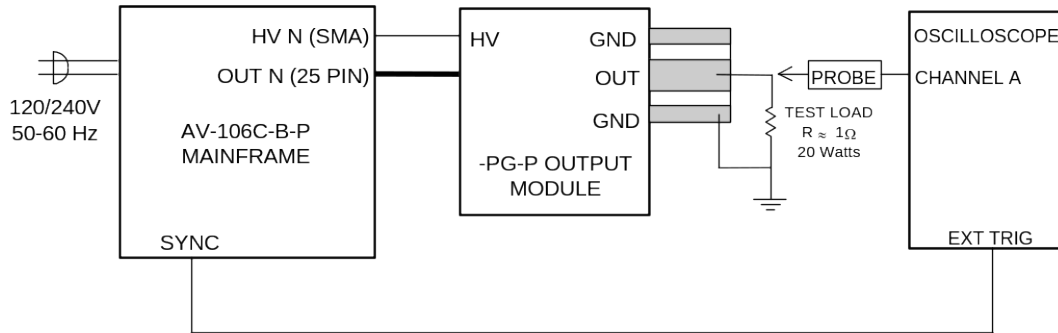 120/240V
50-60 Hz
HV N (SMA)
OUT N (25 PIN)
AV-106C-B-P
MAINFRAME
SYNC
HV
GND
OUT
GND
-PG-P OUTPUT
MODULE
TEST LOAD
R ≈ 1Ω
20 Watts
PROBE
OSCILLOSCOPE
CHANNEL A
EXT TRIG